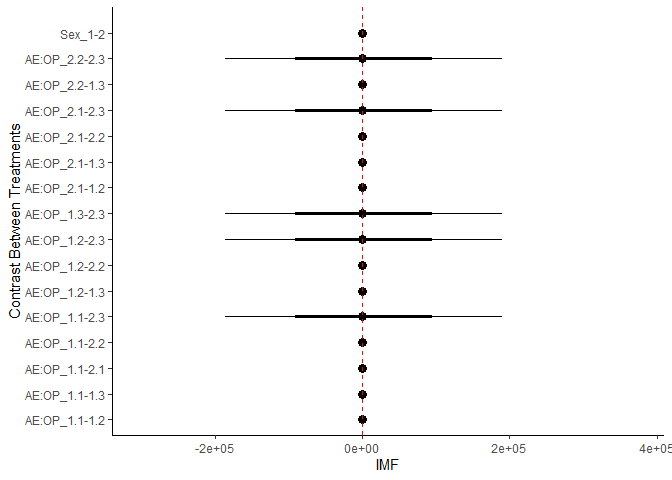 Contrast Between Treatments
Sex_1-2
AE:OP_2.2-2.3
AE:OP_2.2-1.3
AE:OP_2.1-2.3
AE:OP_2.1-2.2
AE:OP_2.1-1.3
AE:OP_2.1-1.2
AE:OP_1.3-2.3
AE:OP_1.2-2.3
AE:OP_1.2-2.2
AE:OP_1.2-1.3
AE:OP_1.1-2.3
AE:OP_1.1-2.2
AE:OP_1.1-2.1
AE:OP_1.1-1.3
AE:OP_1.1-1.2
-2e+05 0e+00 2e+05 4e+05
IMF